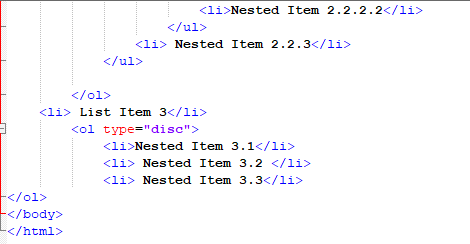 <li>Nested Item 2.2.2.2</li>
</ul>
<li> Nested Item 2.2.3</li>
</ul>
</ol>
<li> List Item 3</li>
<ol type="disc">
<li>Nested Item 3.1</li>
<li> Nested Item 3.2 </li>
<li> Nested Item 3.3</li>
</ol>
</body>
</html>